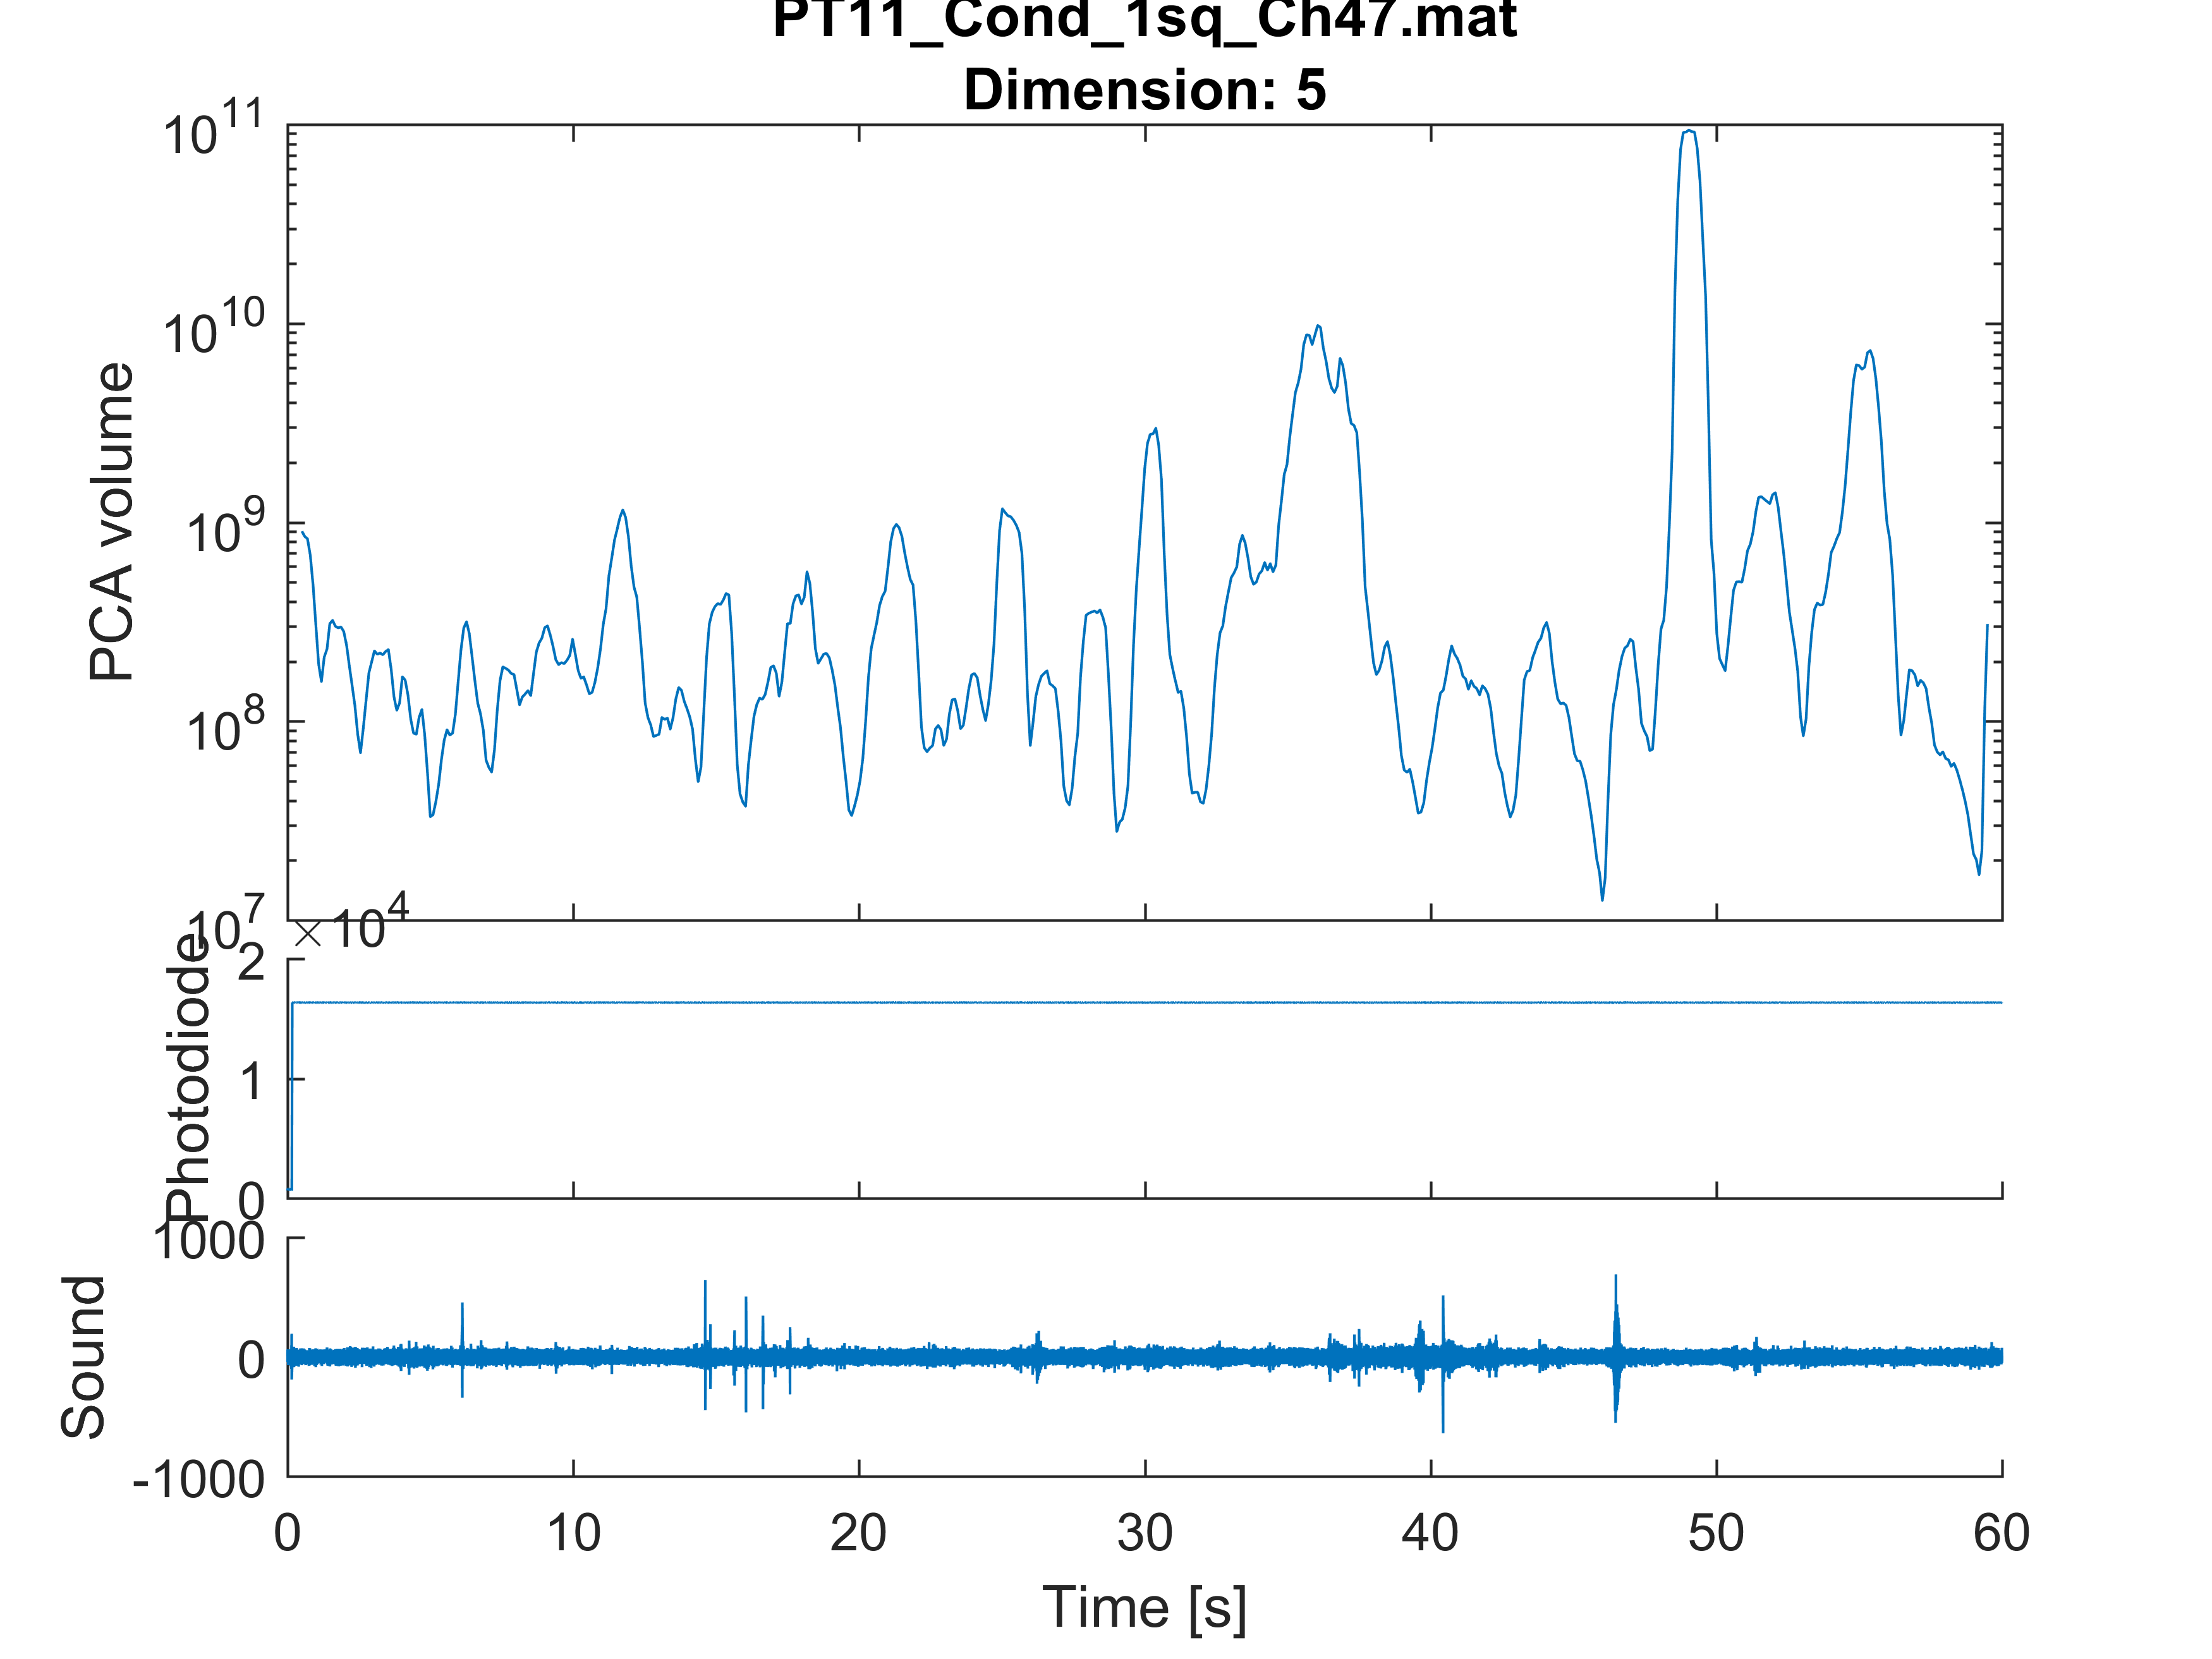 PT11_Cond_1sq_Ch47.mat
Dimension: 5
10^11
10^10
10^9
10^8
10^7
PCA volume
× 10^4
2
1
0
Photodiode
1000
0
-1000
Sound
0 10 20 30 40 50 60
Time [s]